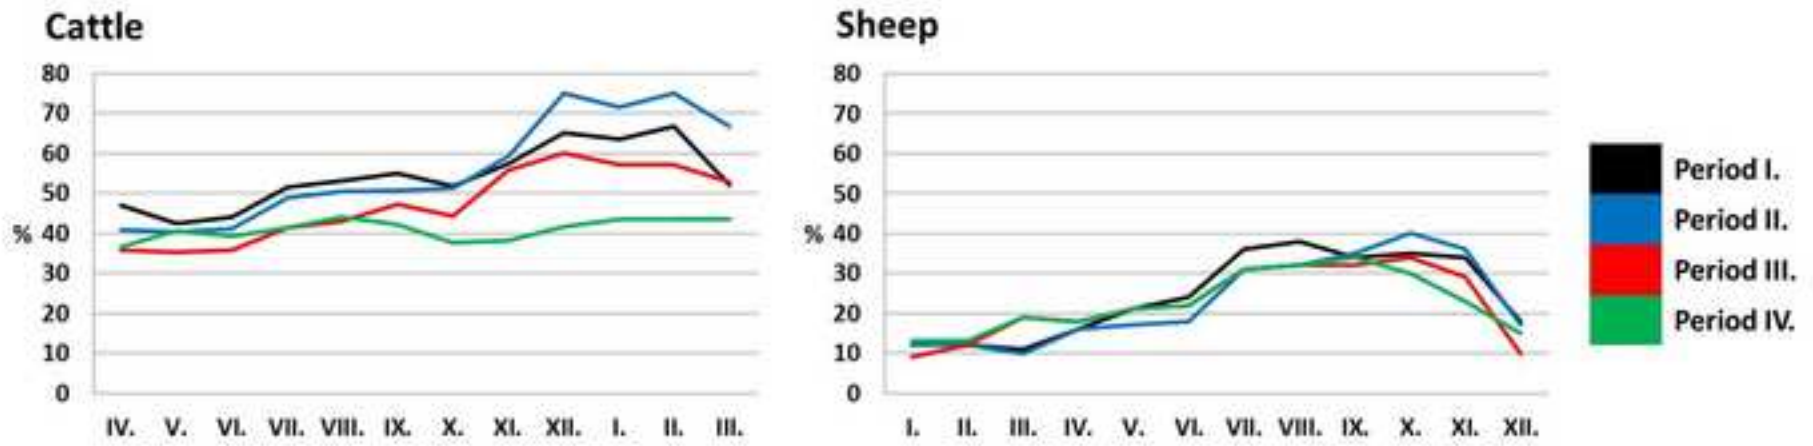 Cattle
80
70
60
50
% 40
30
20
10
0
IV. V. VI. VII. VIII. IX. X. XI. XII. I. II. III.
Sheep
80
70
60
50
% 40
30
20
10
0
I. II. III. IV. V. VI. VII. VIII. IX. X. XI. XII.
Period I.
Period II.
Period III.
Period IV.